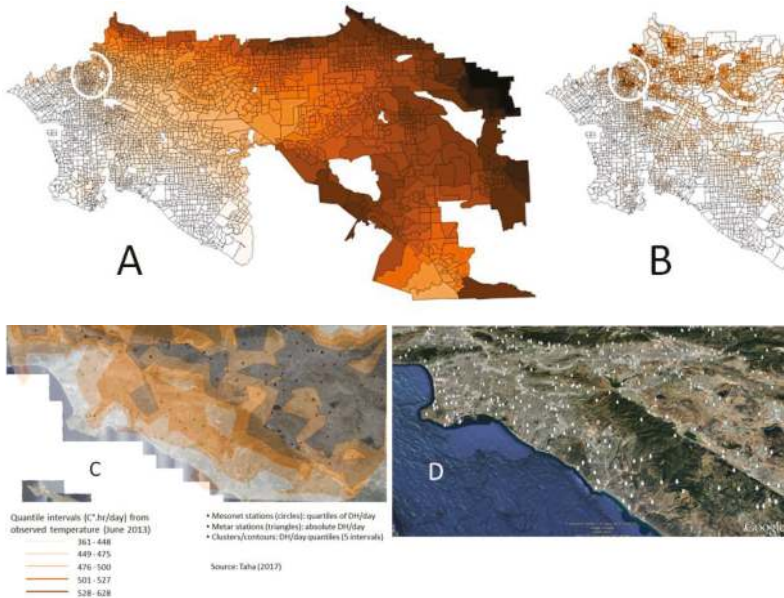 A
B
C
D
Quantile intervals (C°.hr/day) from
observed temperature (June 2013)
361 - 448
449 - 475
476 - 500
501 - 527
528 - 628
• Mesonet stations (circles): quartiles of DH/day
• Metar stations (triangles): absolute DH/day
• Clusters/contours: DH/day quantiles (5 intervals)
Source: Taha (2017)
Google